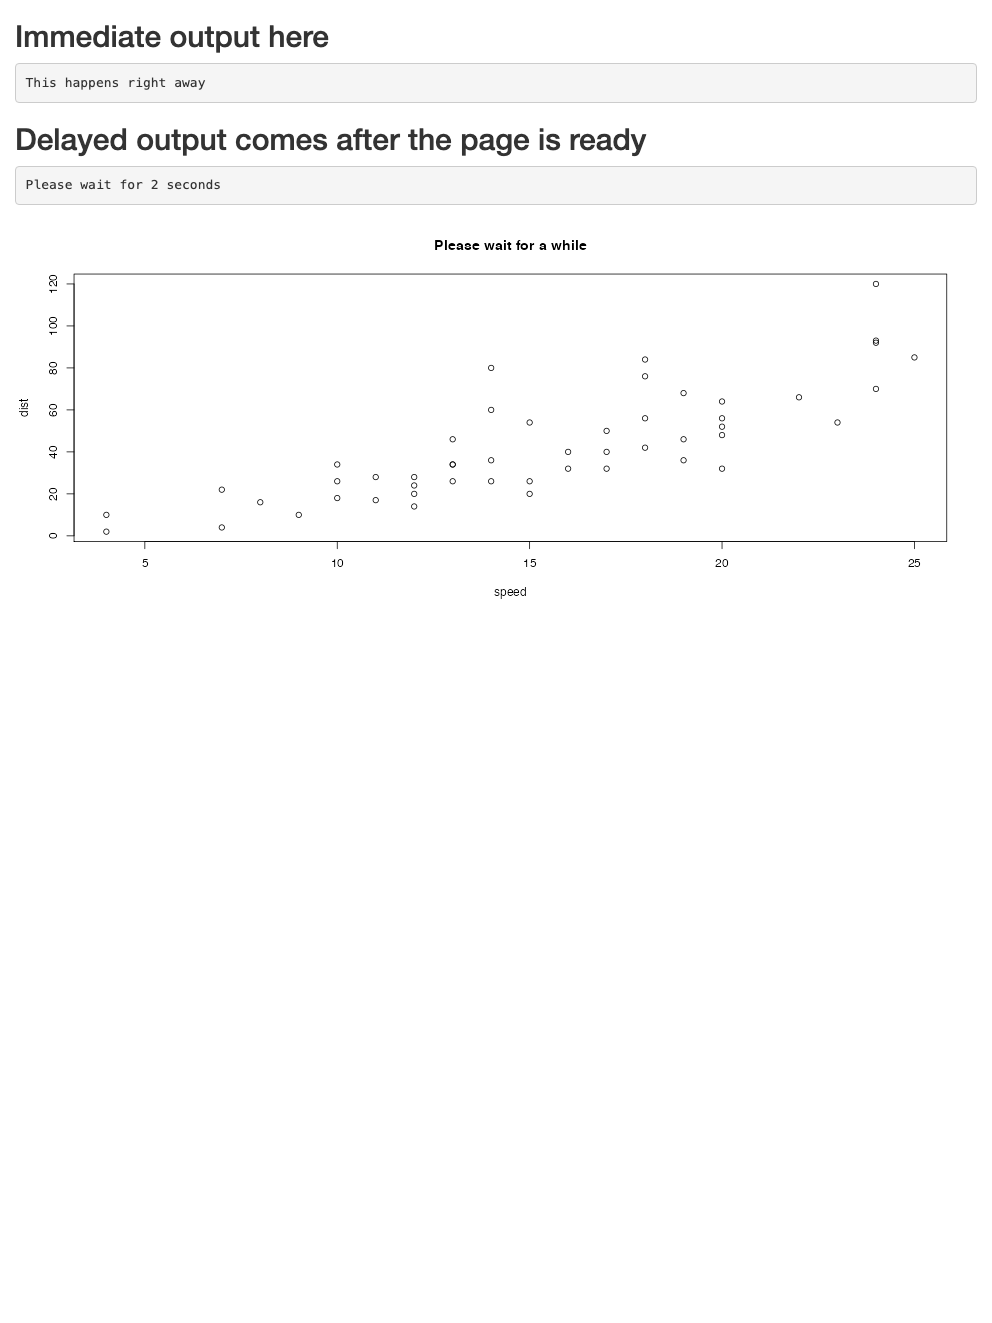 Immediate output here
This happens right away
Delayed output comes after the page is ready
Please wait for 2 seconds
Please wait for a while
120
100
80
60
40
20
0
dist
5 10 15 20 25
speed